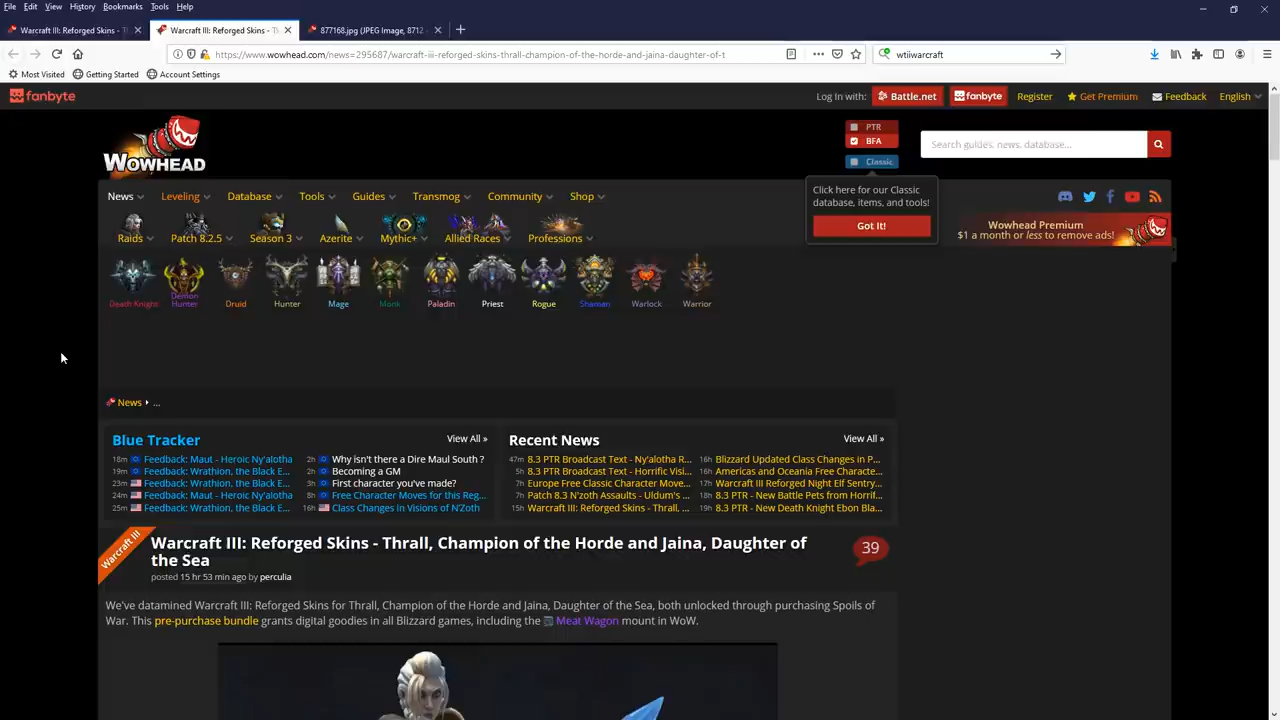 File Edit View History Bookmarks Tools Help
Warcraft III: Reforged Skins - T
Warcraft III: Reforged Skins - T
877168.jpg (JPEG Image, 8712
https://www.wowhead.com/news=295687/warcraft-iii-reforged-skins-thrall-champion-of-the-horde-and-jaina-daughter-of-t
wtiiwarcraft
Most Visited Getting Started Account Settings
fanbyte
Log In with: Battle.net fanbyte Register Get Premium Feedback English
PTR
BFA
Classic
WOWHEAD
Search guides, news, database...
News Leveling Database Tools Guides Transmog Community Shop
Click here for our Classic
database, items, and tools!
Got It!
Wowhead Premium
$1 a month or less to remove ads!
Raids Patch 8.2.5 Season 3 Azerite Mythic+ Allied Races Professions
Death Knight Demon Hunter Druid Hunter Mage Monk Paladin Priest Rogue Shaman Warlock Warrior
News ...
Blue Tracker View All »
18m Feedback: Maut - Heroic Ny'alotha
19m Feedback: Wrathion, the Black E...
23m Feedback: Wrathion, the Black E...
24m Feedback: Maut - Heroic Ny'alotha
25m Feedback: Wrathion, the Black E...
2h Why isn't there a Dire Maul South ?
2h Becoming a GM
3h First character you've made?
8h Free Character Moves for this Reg...
16h Class Changes in Visions of N'Zoth
Recent News View All »
47m 8.3 PTR Broadcast Text - Ny'alotha R...
5h 8.3 PTR Broadcast Text - Horrific Visi...
7h Europe Free Classic Character Move...
7h Patch 8.3 N'zoth Assaults - Uldum's ...
15h Warcraft III: Reforged Skins - Thrall, ...
16h Blizzard Updated Class Changes in P...
16h Americas and Oceania Free Characte...
17h Warcraft III Reforged Night Elf Sentry...
18h 8.3 PTR - New Battle Pets from Horrif...
19h 8.3 PTR - New Death Knight Ebon Bla...
Warcraft III
Warcraft III: Reforged Skins - Thrall, Champion of the Horde and Jaina, Daughter of
the Sea
39
posted 15 hr 53 min ago by perculia
We've datamined Warcraft III: Reforged Skins for Thrall, Champion of the Horde and Jaina, Daughter of the Sea, both unlocked through purchasing Spoils of
War. This pre-purchase bundle grants digital goodies in all Blizzard games, including the Meat Wagon mount in WoW.